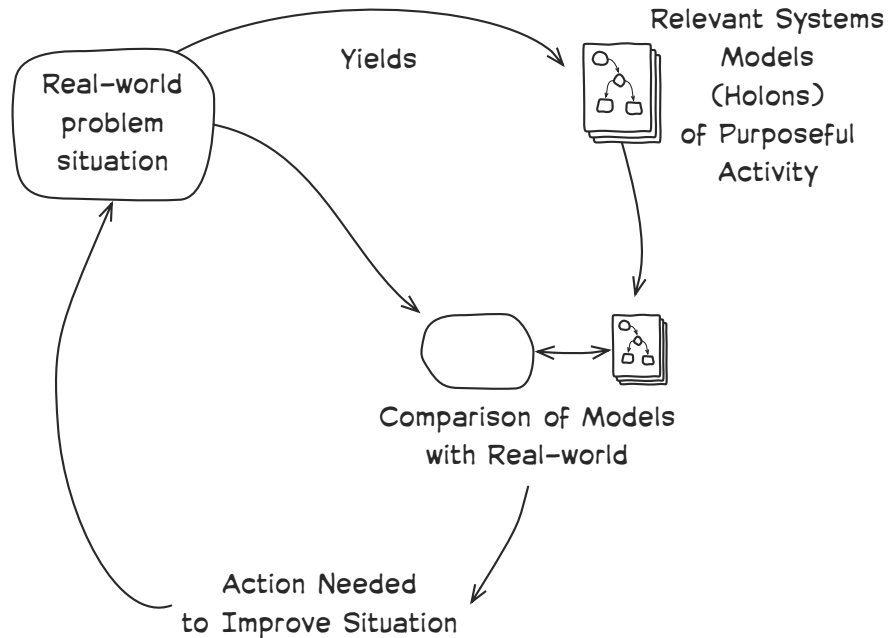 Real-world
problem
situation
Yields
Relevant Systems
Models
(Holons)
of Purposeful
Activity
Comparison of Models
with Real-world
Action Needed
to Improve Situation